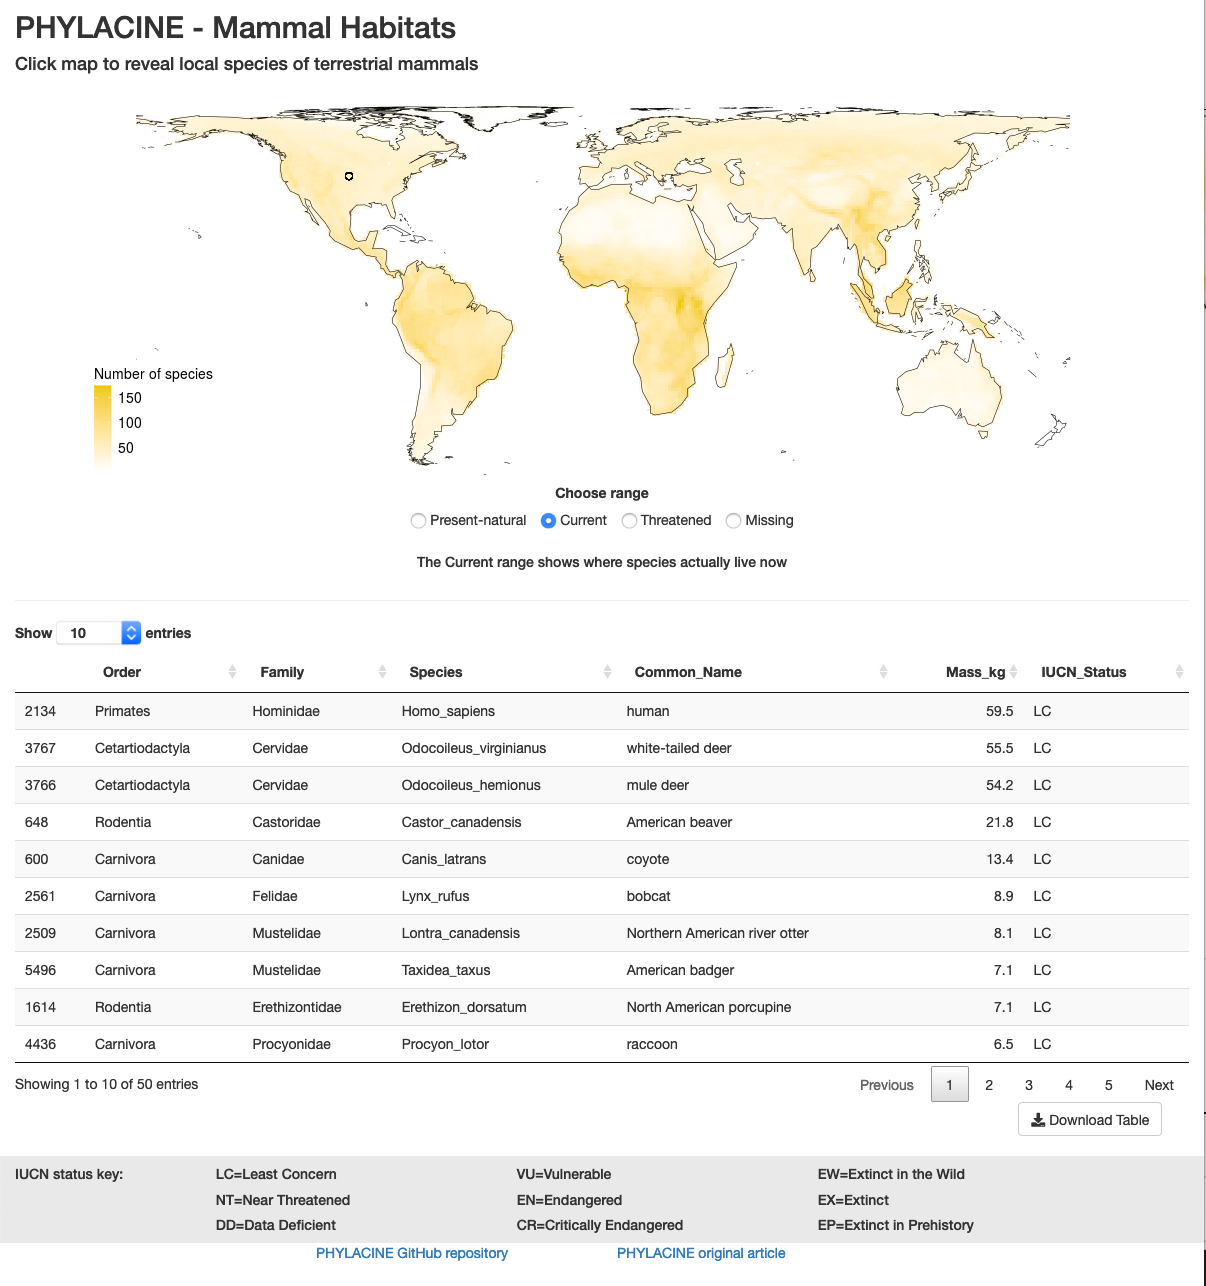 PHYLACINE - Mammal Habitats
Click map to reveal local species of terrestrial mammals
Number of species
150
100
50
Choose range
Present-natural Current Threatened Missing
The Current range shows where species actually live now
Show 10 entries
Order Family Species Common_Name Mass_kg IUCN_Status
2134 Primates Hominidae Homo_sapiens human 59.5 LC
3767 Cetartiodactyla Cervidae Odocoileus_virginianus white-tailed deer 55.5 LC
3766 Cetartiodactyla Cervidae Odocoileus_hemionus mule deer 54.2 LC
648 Rodentia Castoridae Castor_canadensis American beaver 21.8 LC
600 Carnivora Canidae Canis_latrans coyote 13.4 LC
2561 Carnivora Felidae Lynx_rufus bobcat 8.9 LC
2509 Carnivora Mustelidae Lontra_canadensis Northern American river otter 8.1 LC
5496 Carnivora Mustelidae Taxidea_taxus American badger 7.1 LC
1614 Rodentia Erethizontidae Erethizon_dorsatum North American porcupine 7.1 LC
4436 Carnivora Procyonidae Procyon_lotor raccoon 6.5 LC
Showing 1 to 10 of 50 entries Previous 1 2 3 4 5 Next
Download Table
IUCN status key: LC=Least Concern VU=Vulnerable EW=Extinct in the Wild
NT=Near Threatened EN=Endangered EX=Extinct
DD=Data Deficient CR=Critically Endangered EP=Extinct in Prehistory
PHYLACINE GitHub repository PHYLACINE original article